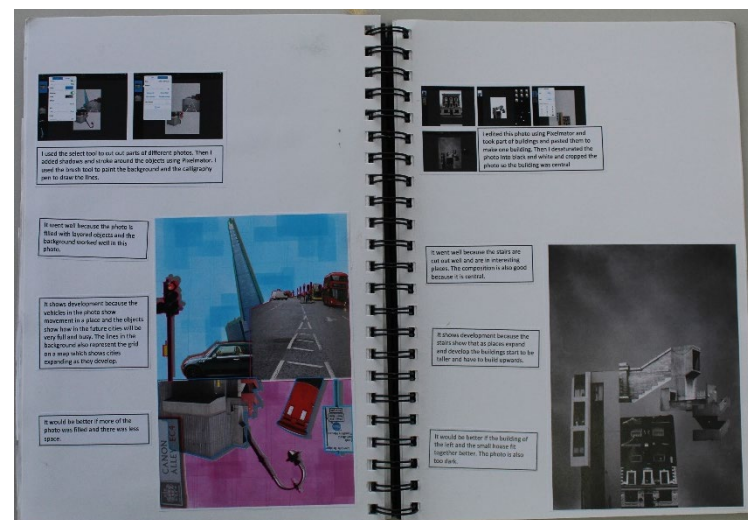 I used the select tool to cut out parts of different photos. Then I
added shadows and stroke around the objects using Pixelmator. I
used the brush tool to paint the background and the calligraphy
pen to draw the lines.
It went well because the photo is
filled with layered objects and the
background worked well in this
photo.
It shows development because the
vehicles in the photo show
movement in a place and the objects
show how in the future cities will be
very full and busy. The lines in the
background also represent the grid
on a map which shows cities
expanding as they develop.
It would be better if more of the
photo was filled and there was less
space.
CANON
ALLEY EC4
I edited this photo using Pixelmator and
took part of buildings and pasted them to
make one building. Then I desaturated the
photo into black and white and cropped the
photo so the building was central
It went well because the stairs are
cut out well and are in interesting
places. The composition is also good
because it is central.
It shows development because the
stairs show that as places expand
and develop the buildings start to be
taller and have to build upwards.
It would be better if the building of
the left and the small house fit
together better. The photo is also
too dark.